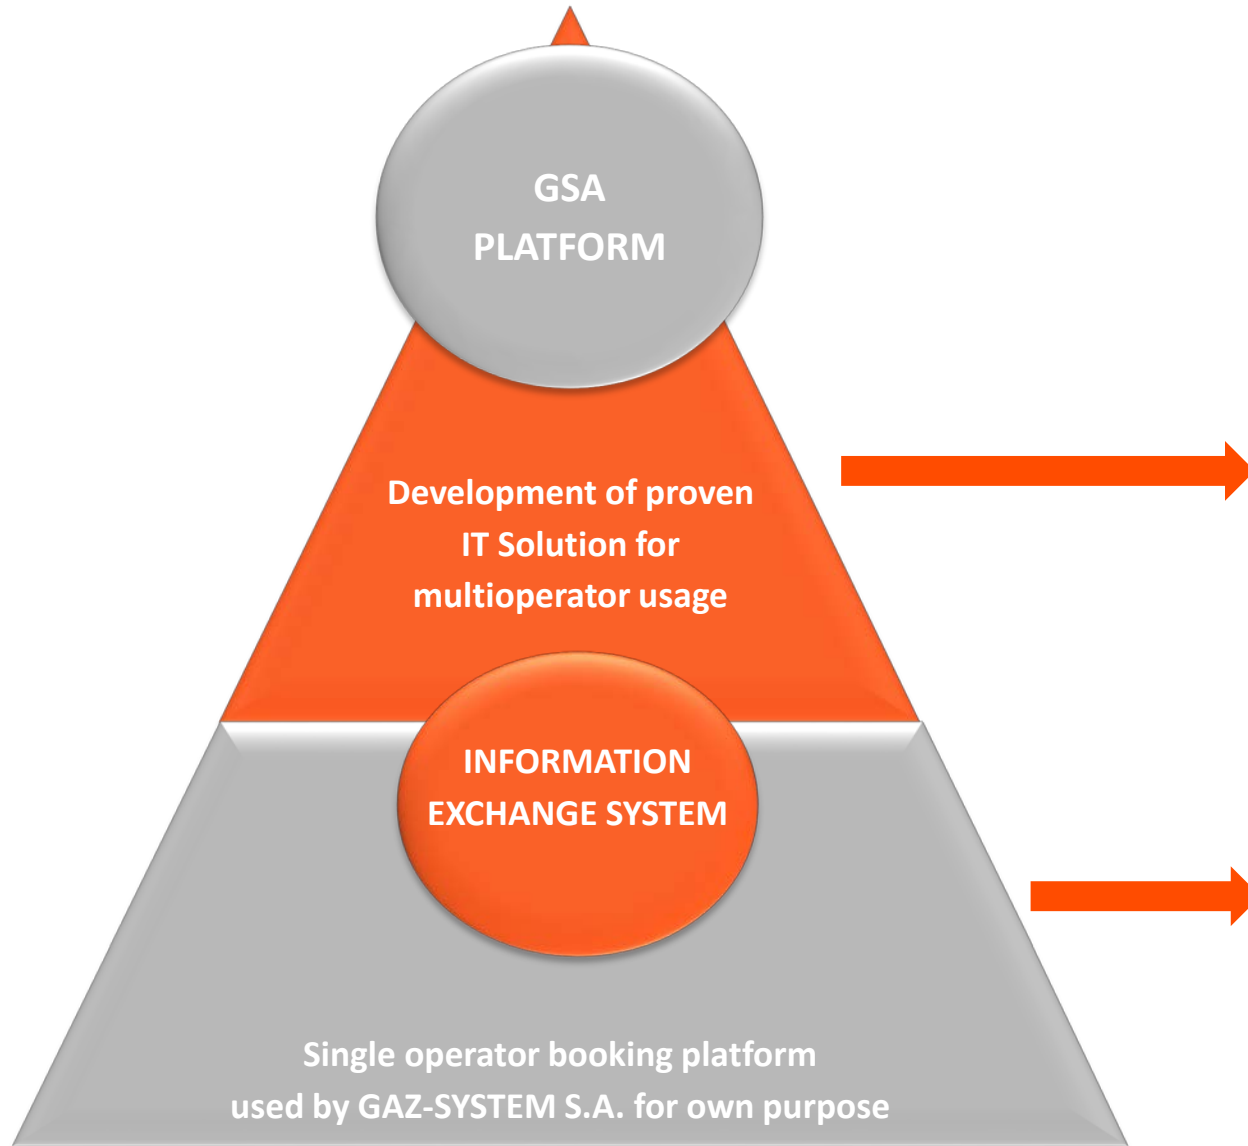 GSA
PLATFORM
Development of proven
IT Solution for
multioperator usage
INFORMATION
EXCHANGE SYSTEM
Single operator booking platform
used by GAZ-SYSTEM S.A. for own purpose